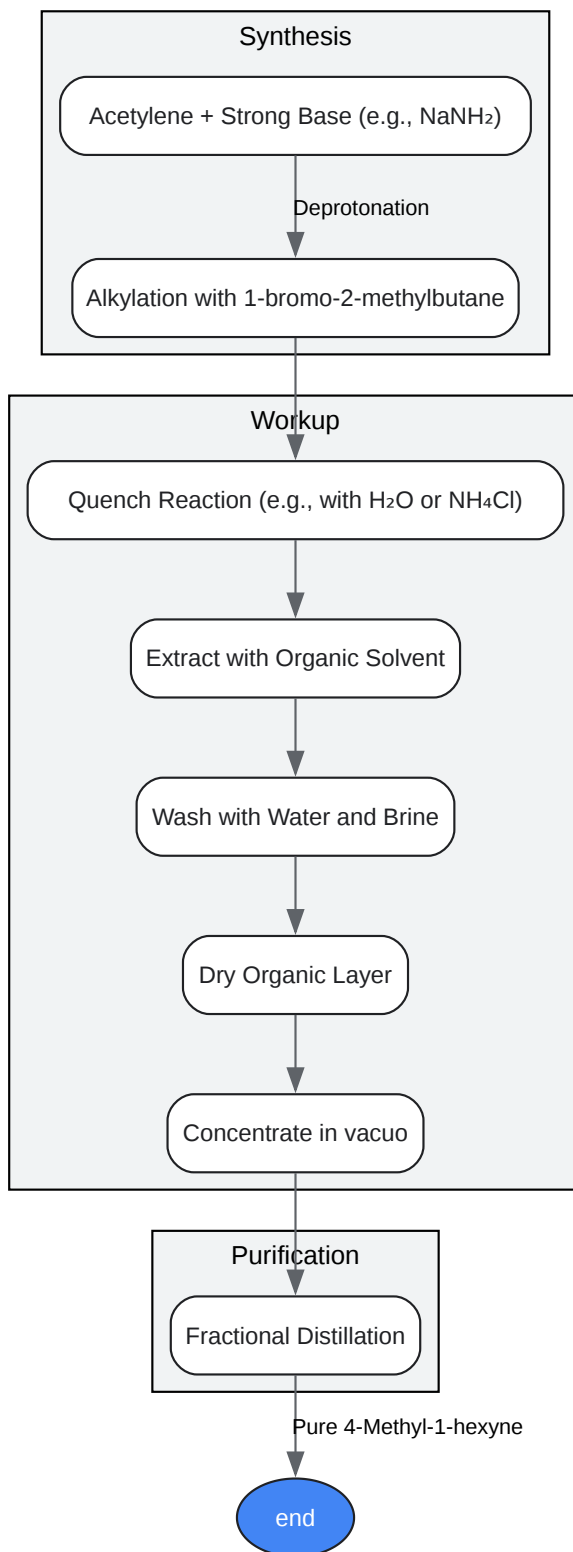 Synthesis
Acetylene + Strong Base (e.g., NaNH₂)
Deprotonation
Alkylation with 1-bromo-2-methylbutane
Workup
Quench Reaction (e.g., with H₂O or NH₄Cl)
Extract with Organic Solvent
Wash with Water and Brine
Dry Organic Layer
Concentrate in vacuo
Purification
Fractional Distillation
Pure 4-Methyl-1-hexyne
end